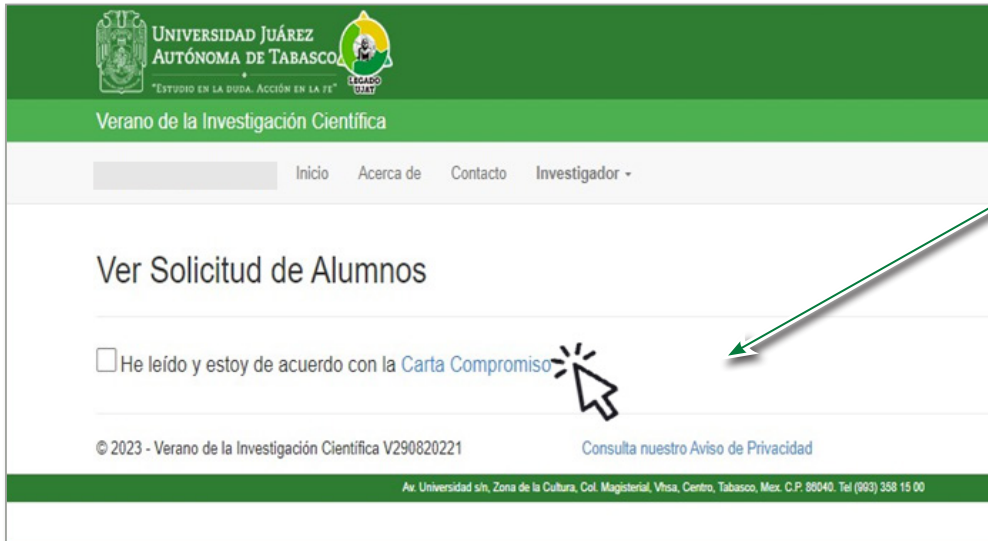 UNIVERSIDAD JUÁREZ
AUTÓNOMA DE TABASCO
"ESTUDIO EN LA DUDA. ACCIÓN EN LA FE"
LEGADO
UJAT
Verano de la Investigación Científica
Inicio Acerca de Contacto Investigador
Ver Solicitud de Alumnos
He leído y estoy de acuerdo con la Carta Compromiso
© 2023 - Verano de la Investigación Científica V290820221 Consulta nuestro Aviso de Privacidad
Av. Universidad s/n, Zona de la Cultura, Col. Magisterial, Vhsa, Centro, Tabasco, Mex. C.P. 86040. Tel (993) 358 15 00